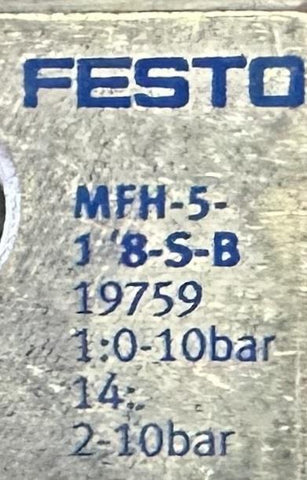 FESTO
MFH-5-
1/8-S-B
19759
1:0-10bar
14:
2-10bar